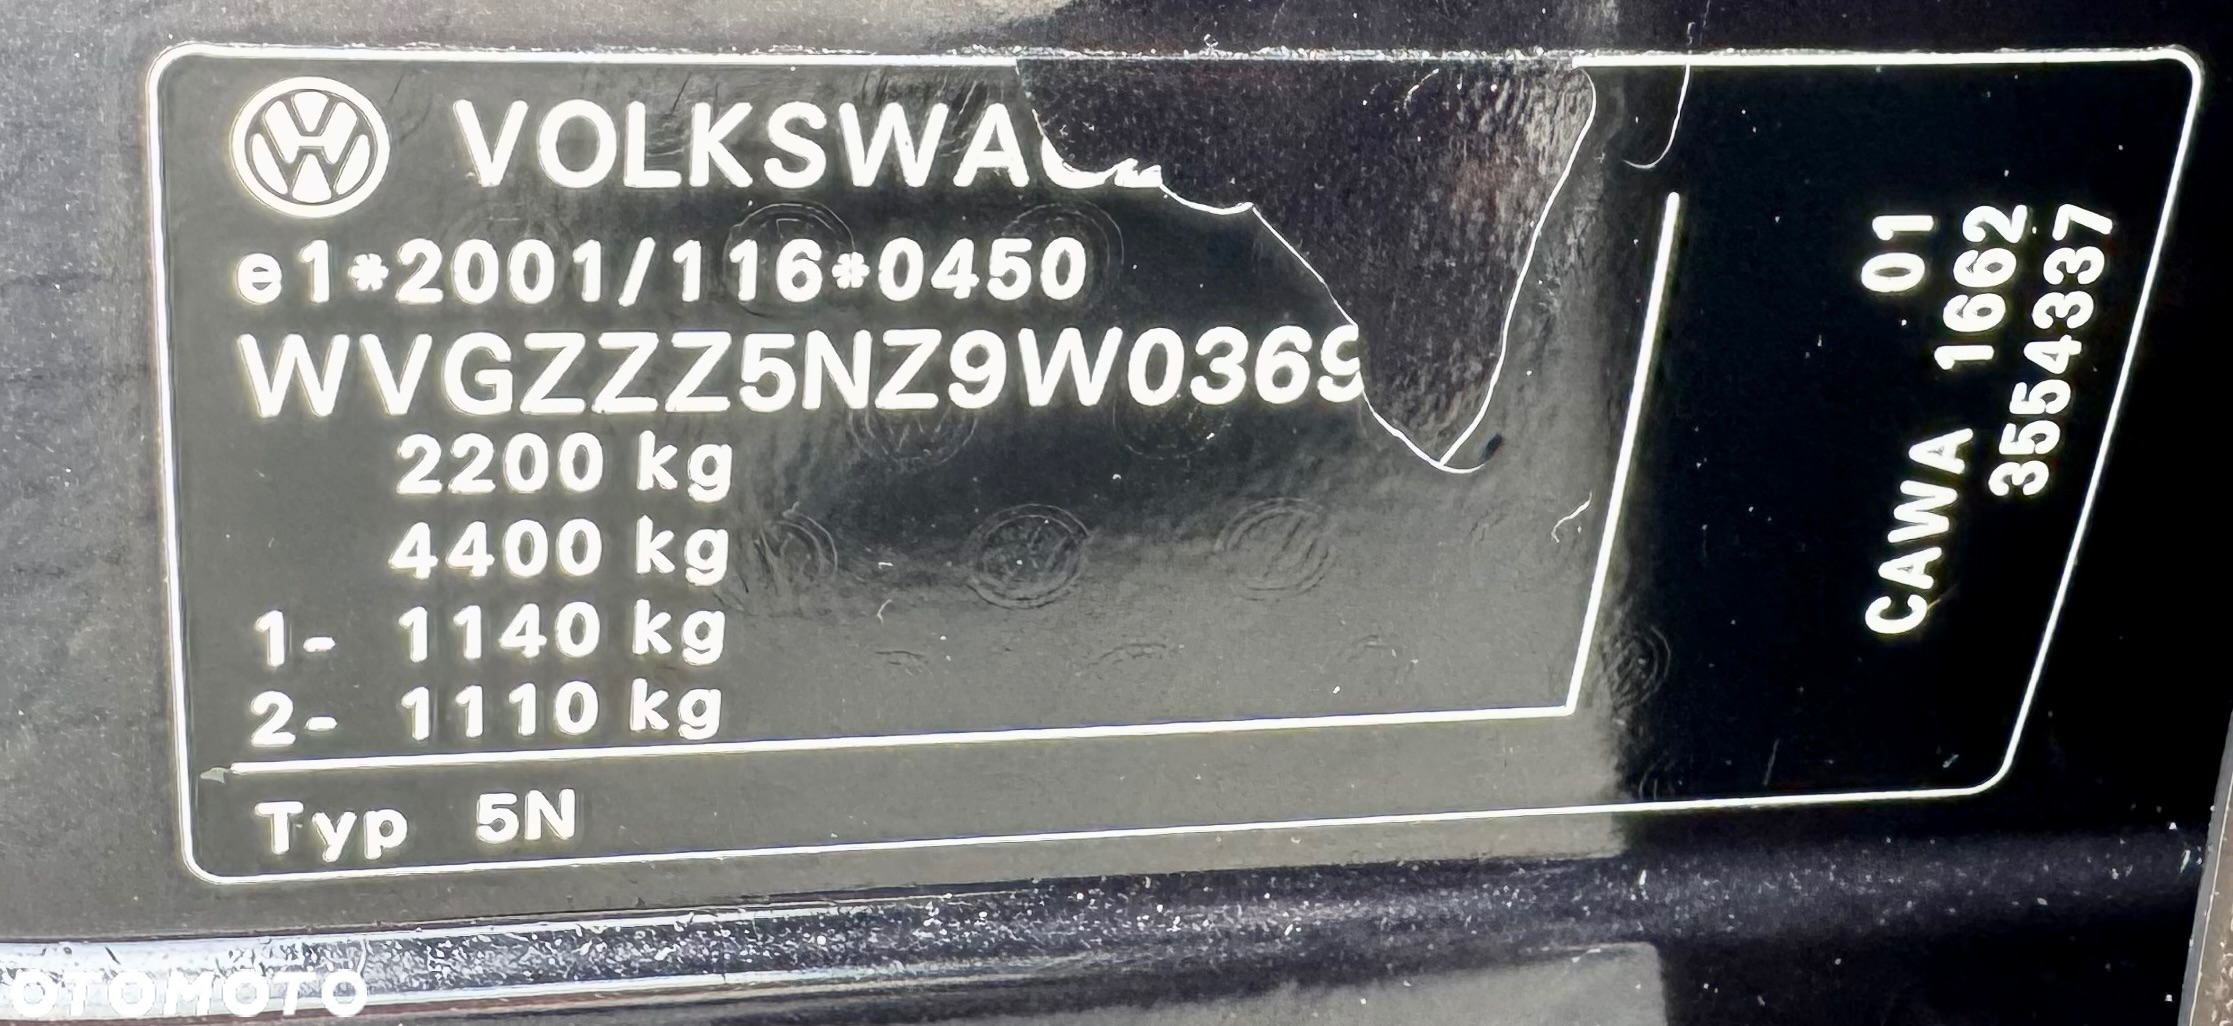 VOLKSWAG
e1*2001/116*0450
WVGZZZ5NZ9W0369
2200 kg
4400 kg
1- 1140 kg
2- 1110 kg
Typ 5N
01
CAWA 1662
3554337
OTOMOTO